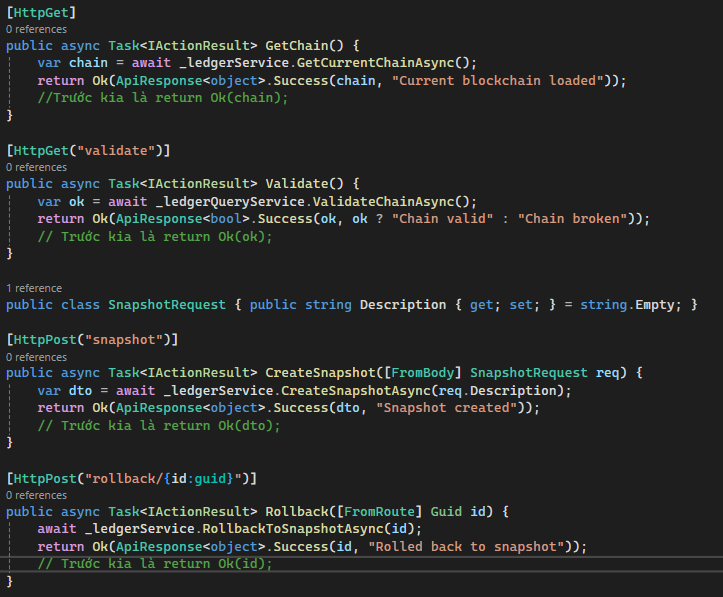 [HttpGet]
0 references
public async Task<IActionResult> GetChain() {
var chain = await _ledgerService.GetCurrentChainAsync();
return Ok(ApiResponse<object>.Success(chain, "Current blockchain loaded"));
//Trước kia là return Ok(chain);
}
[HttpGet("validate")]
0 references
public async Task<IActionResult> Validate() {
var ok = await _ledgerQueryService.ValidateChainAsync();
return Ok(ApiResponse<bool>.Success(ok, ok ? "Chain valid" : "Chain broken"));
// Trước kia là return Ok(ok);
}
1 reference
public class SnapshotRequest { public string Description { get; set; } = string.Empty; }
[HttpPost("snapshot")]
0 references
public async Task<IActionResult> CreateSnapshot([FromBody] SnapshotRequest req) {
var dto = await _ledgerService.CreateSnapshotAsync(req.Description);
return Ok(ApiResponse<object>.Success(dto, "Snapshot created"));
// Trước kia là return Ok(dto);
}
[HttpPost("rollback/{id:guid}")]
0 references
public async Task<IActionResult> Rollback([FromRoute] Guid id) {
await _ledgerService.RollbackToSnapshotAsync(id);
return Ok(ApiResponse<object>.Success(id, "Rolled back to snapshot"));
// Trước kia là return Ok(id);
}